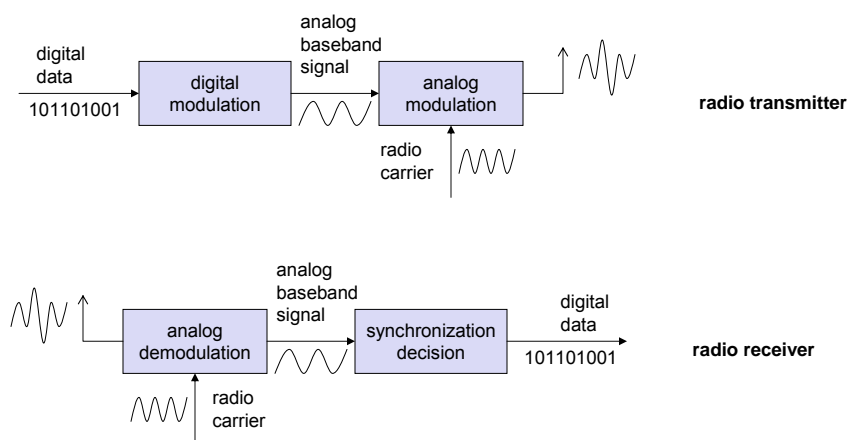 digital
data
101101001
digital
modulation
analog
baseband
signal
analog
modulation
radio
carrier
radio transmitter
analog
demodulation
radio
carrier
analog
baseband
signal
synchronization
decision
digital
data
101101001
radio receiver